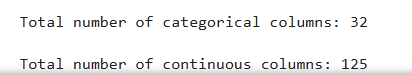 Total number of categorical columns: 32
Total number of continuous columns: 125